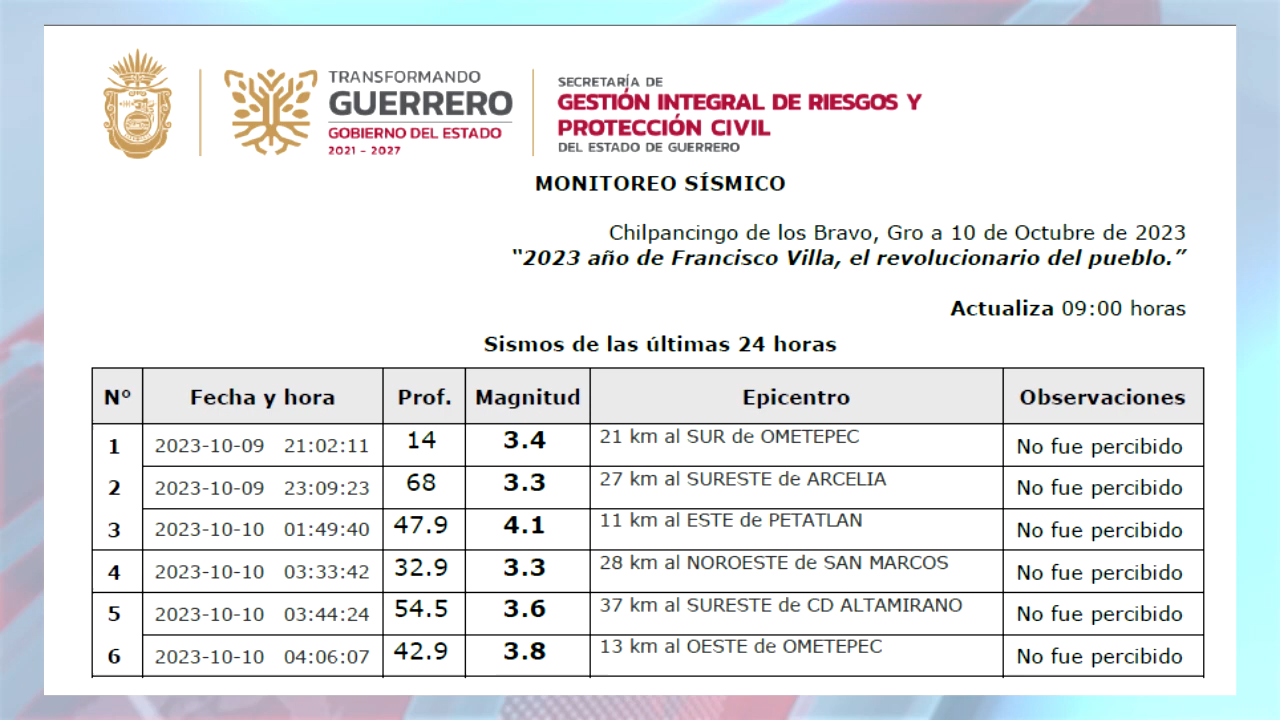 TRANSFORMANDO
GUERRERO
GOBIERNO DEL ESTADO
2021 – 2027
SECRETARÍA DE
GESTIÓN INTEGRAL DE RIESGOS Y
PROTECCIÓN CIVIL
DEL ESTADO DE GUERRERO
MONITOREO SÍSMICO
Chilpancingo de los Bravo, Gro a 10 de Octubre de 2023
“2023 año de Francisco Villa, el revolucionario del pueblo.”
Actualiza 09:00 horas
Sismos de las últimas 24 horas
N° Fecha y hora Prof. Magnitud Epicentro Observaciones
1 2023-10-09 21:02:11 14 3.4 21 km al SUR de OMETEPEC No fue percibido
2 2023-10-09 23:09:23 68 3.3 27 km al SURESTE de ARCELIA No fue percibido
3 2023-10-10 01:49:40 47.9 4.1 11 km al ESTE de PETATLAN No fue percibido
4 2023-10-10 03:33:42 32.9 3.3 28 km al NOROESTE de SAN MARCOS No fue percibido
5 2023-10-10 03:44:24 54.5 3.6 37 km al SURESTE de CD ALTAMIRANO No fue percibido
6 2023-10-10 04:06:07 42.9 3.8 13 km al OESTE de OMETEPEC No fue percibido